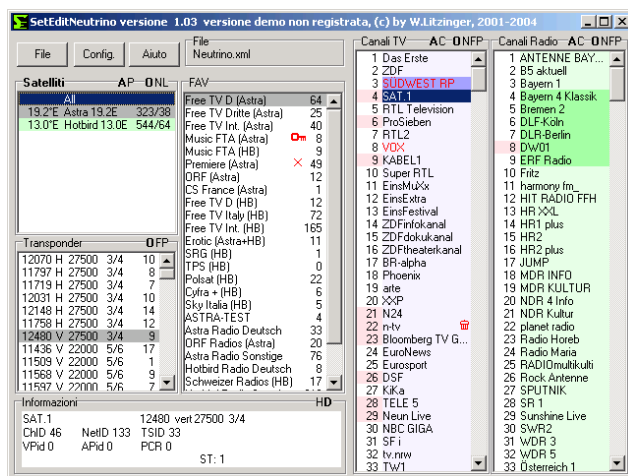 SetEditNeutrino versione 1.03 versione demo non registrata, (c) by W.Litzinger, 2001-2004
File
Config.
Aiuto
File
Neutrino.xml
Satelliti A P O N L
All
19.2°E Astra 19.2E 323/38
13.0°E Hotbird 13.0E 544/64
Transponder O F P
12070 H 27500 3/4 10
11797 H 27500 3/4 8
11719 H 27500 3/4 7
12031 H 27500 3/4 10
12148 H 27500 3/4 14
11758 H 27500 3/4 12
12480 V 27500 3/4 9
11436 V 22000 5/6 17
11509 V 22000 5/6 1
11568 V 22000 5/6 9
11597 V 22000 5/6 7
FAV
Free TV D (Astra) 64
Free TV Dritte (Astra) 25
Free TV Int. (Astra) 40
Music FTA (Astra) 8
Music FTA (HB) 9
Premiere (Astra) 49
ORF (Astra) 12
CS France (Astra) 1
Free TV D (HB) 12
Free TV Italy (HB) 72
Free TV Int. (HB) 165
Erotic (Astra+HB) 11
SRG (HB) 1
TPS (HB) 0
Polsat (HB) 22
Cyfra + (HB) 6
Sky Italia (HB) 5
ASTRA-TEST 4
Astra Radio Deutsch 33
ORF Radios (Astra) 20
Astra Radio Sonstige 76
Hotbird Radio Deutsch 8
Schweizer Radios (HB) 17
Canali TV A C O N F P
1 Das Erste
2 ZDF
3 SÜDWEST RP
4 SAT.1
5 RTL Television
6 ProSieben
7 RTL2
8 VOX
9 KABEL1
10 Super RTL
11 EinsMuXx
12 EinsExtra
13 EinsFestival
14 ZDFinfokanal
15 ZDFdokukanal
16 ZDFtheaterkanal
17 BR-alpha
18 Phoenix
19 arte
20 XXP
21 N24
22 n-tv
23 Bloomberg TV G...
24 EuroNews
25 Eurosport
26 DSF
27 KiKa
28 TELE 5
29 Neun Live
30 NBC GIGA
31 SF i
32 tv.nrw
33 TW1
Canali Radio A C O N F P
1 ANTENNE BAY...
2 B5 aktuell
3 Bayern 1
4 Bayern 4 Klassik
5 Bremen 2
6 DLF-Köln
7 DLR-Berlin
8 DW01
9 ERF Radio
10 Fritz
11 harmony fm_
12 HIT RADIO FFH
13 HR XXL
14 HR1 plus
15 HR2
16 HR2 plus
17 JUMP
18 MDR INFO
19 MDR KULTUR
20 NDR 4 Info
21 NDR Kultur
22 planet radio
23 Radio Horeb
24 Radio Maria
25 RADIOmultikulti
26 Rock Antenne
27 SPUTNIK
28 SR 1
29 Sunshine Live
30 SWR2
31 WDR 3
32 WDR 5
33 Österreich 1
Informazioni H D
SAT.1 12480 vert 27500 3/4
ChID 46 NetID 133 TSID 33
VPid 0 APid 0 PCR 0
ST: 1